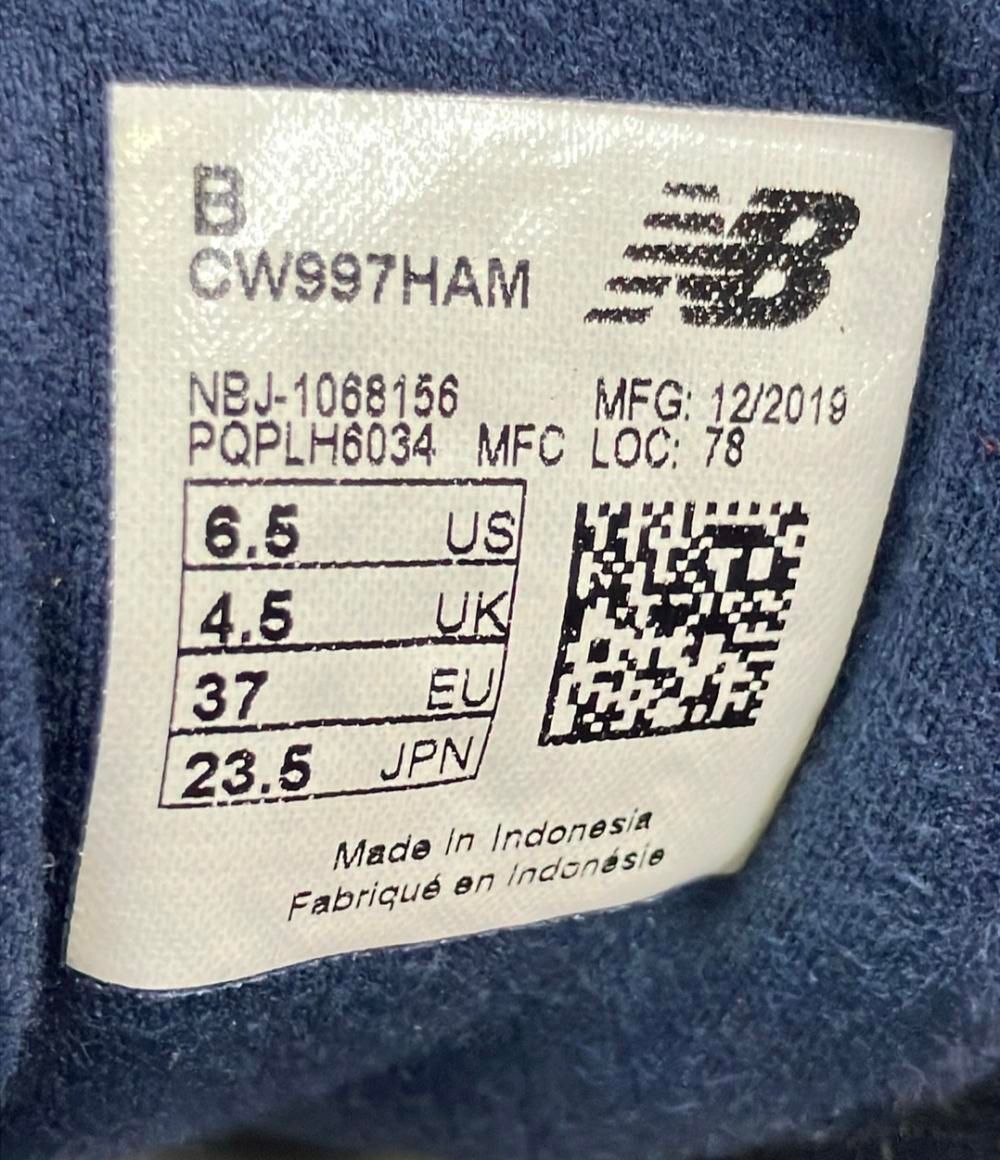 B
CW997HAM
NB
NBJ-1068156 MFG: 12/2019
PQPLH6034 MFC LOC: 78
6.5 US
4.5 UK
37 EU
23.5 JPN
Made in Indonesia
Fabriqué en Indonésie